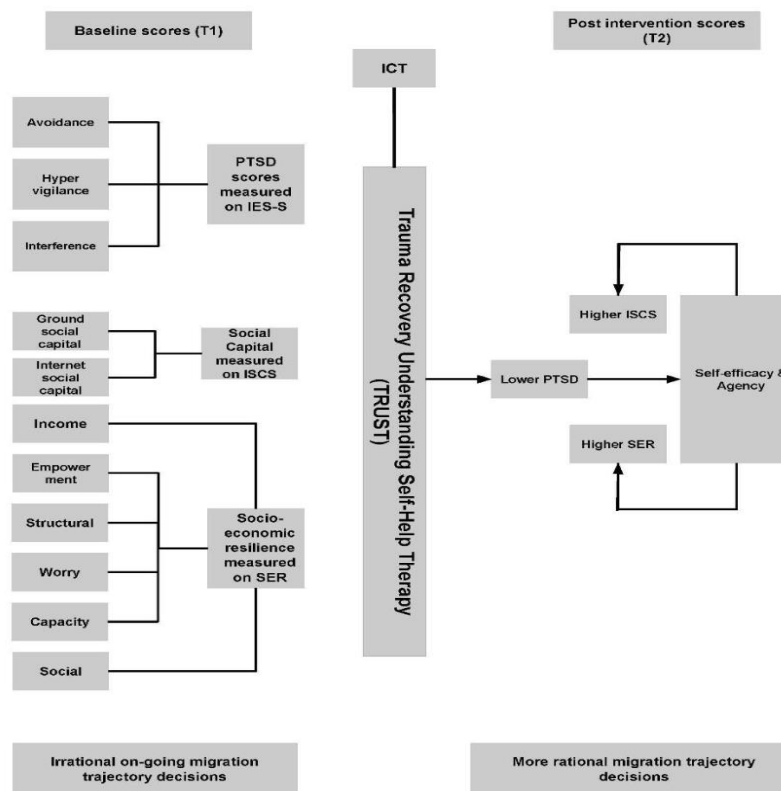 Baseline scores (T1)
Post intervention scores
(T2)
ICT
Avoidance
Hyper
vigilance
Interference
PTSD
scores
measured
on IES-S
Ground
social
capital
Internet
social
capital
Social
Capital
measured
on ISCS
Income
Empower
ment
Structural
Worry
Capacity
Social
Socio-
economic
resilience
measured
on SER
Trauma Recovery Understanding Self-Help Therapy
(TRUST)
Lower PTSD
Higher ISCS
Higher SER
Self-efficacy &
Agency
Irrational on-going migration
trajectory decisions
More rational migration trajectory
decisions